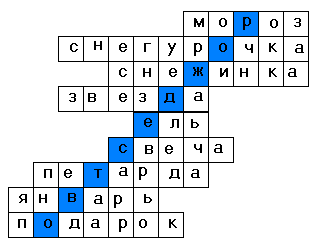 мороз
снегурочка
снежинка
звезда
ель
свеча
петарда
январь
подарок